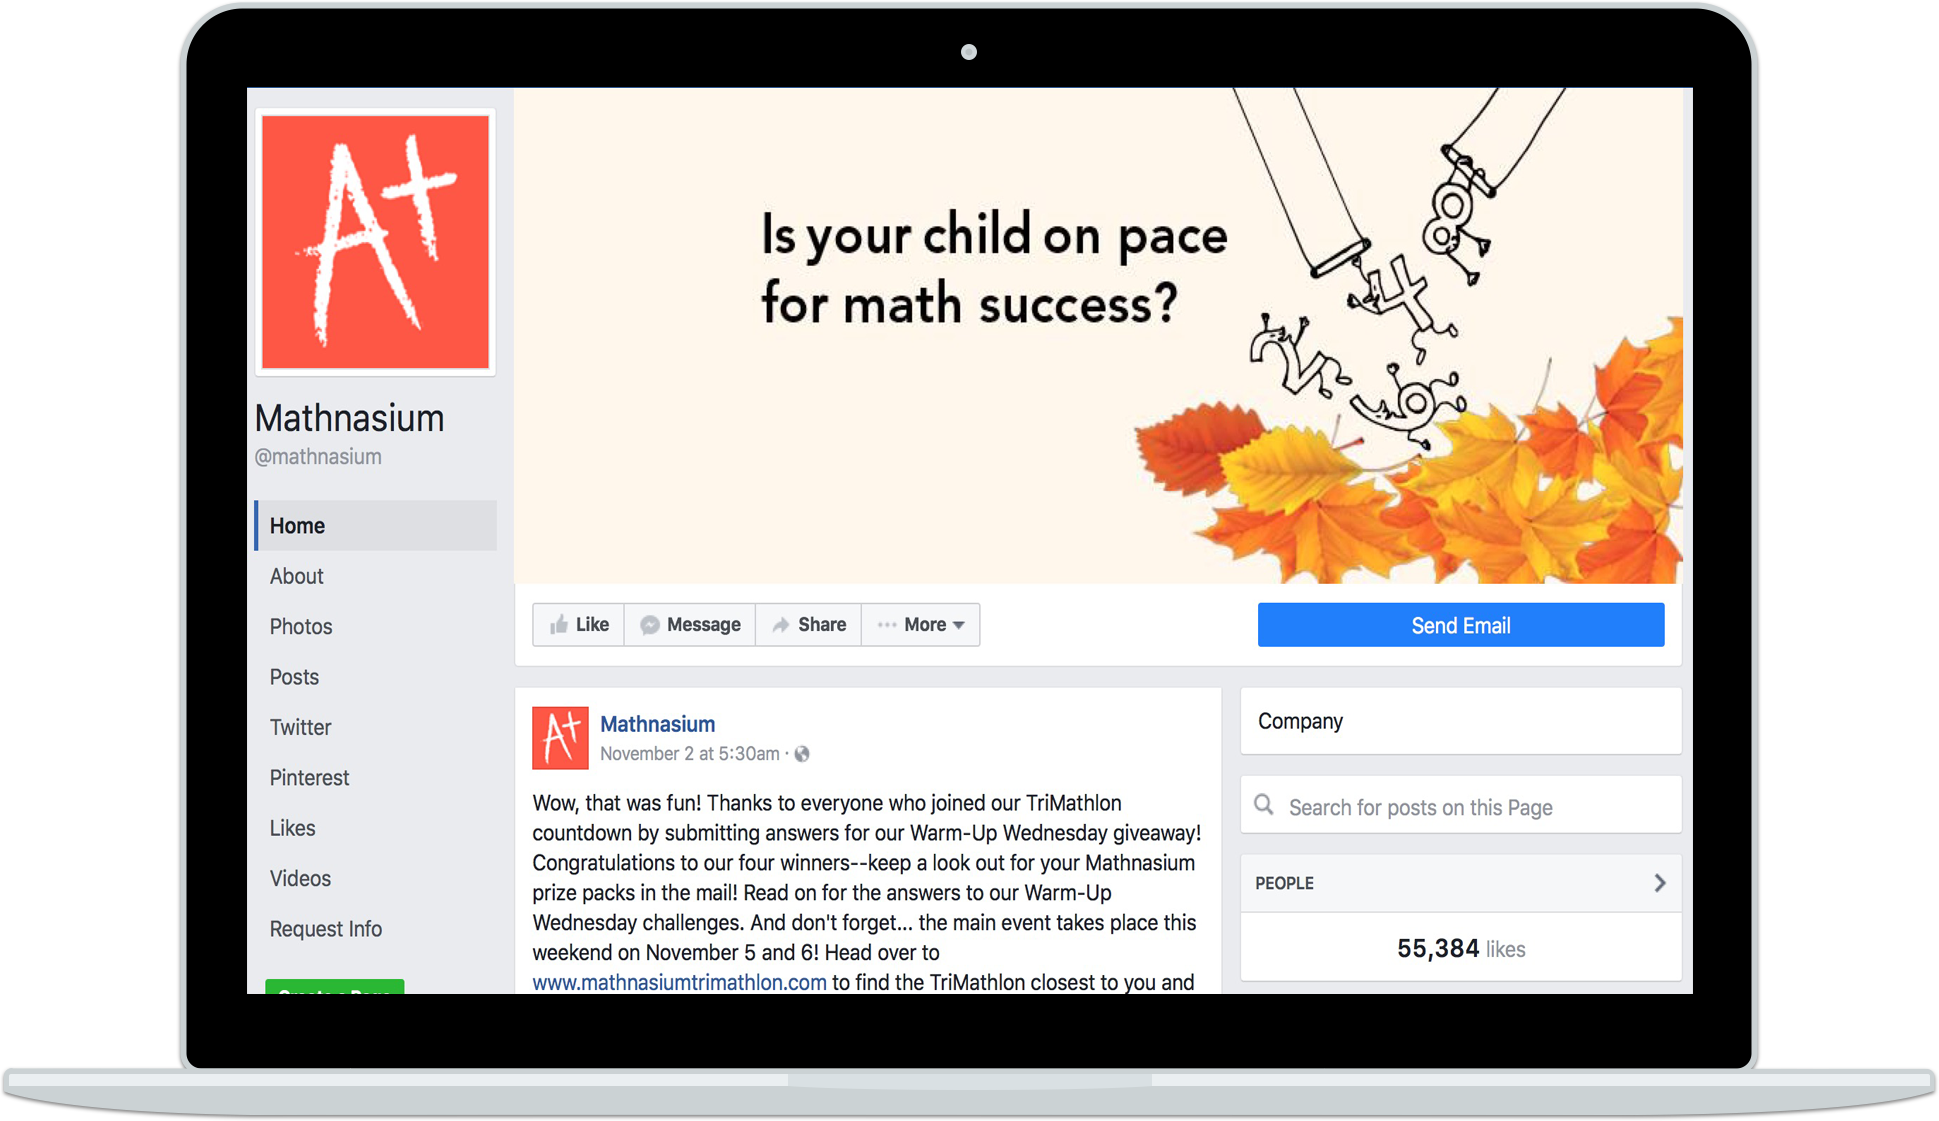 A+
Mathnasium
@mathnasium
Home
About
Photos
Posts
Twitter
Pinterest
Likes
Videos
Request Info
Create a Page
Is your child on pace
for math success?
8
4
2
6
Like
Message
Share
More
Send Email
A+
Mathnasium
November 2 at 5:30am ·
Wow, that was fun! Thanks to everyone who joined our TriMathlon
countdown by submitting answers for our Warm-Up Wednesday giveaway!
Congratulations to our four winners--keep a look out for your Mathnasium
prize packs in the mail! Read on for the answers to our Warm-Up
Wednesday challenges. And don't forget... the main event takes place this
weekend on November 5 and 6! Head over to
www.mathnasiumtrimathlon.com to find the TriMathlon closest to you and
Company
Search for posts on this Page
PEOPLE
55,384 likes